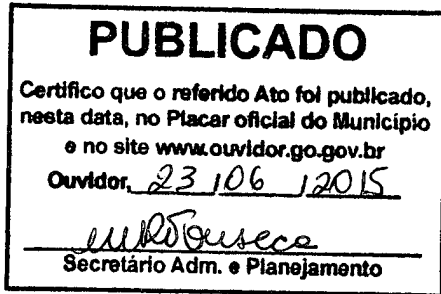 PUBLICADO
Certifico que o referido Ato foi publicado,
nesta data, no Placar oficial do Município
e no site www.ouvidor.go.gov.br
Ouvidor, 23 / 06 / 2015
Secretário Adm. e Planejamento